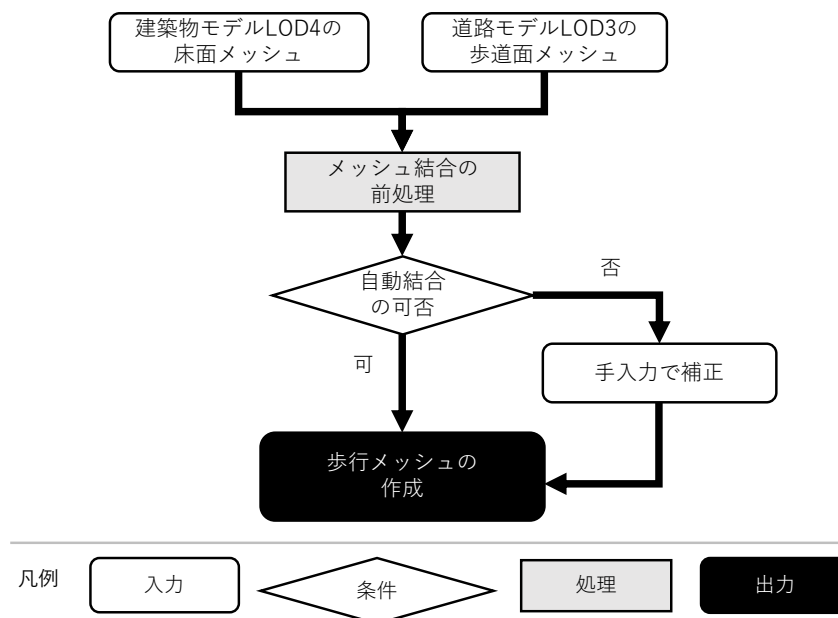 建築物モデルLOD4の
床面メッシュ
道路モデルLOD3の
歩道面メッシュ
メッシュ結合の
前処理
自動結合
の可否
否
可
手入力で補正
歩行メッシュの
作成
凡例
入力
条件
処理
出力